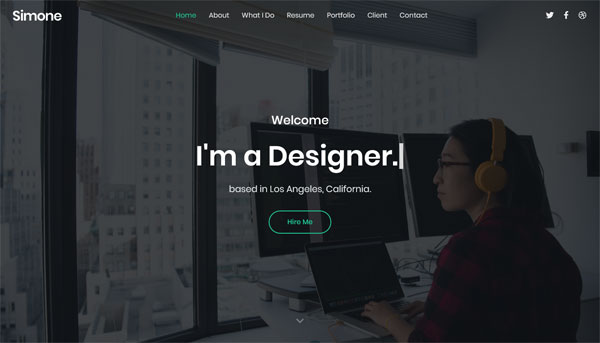 Simone
Home About What I Do Resume Portfolio Client Contact
Welcome
I'm a Designer.|
based in Los Angeles, California.
Hire Me